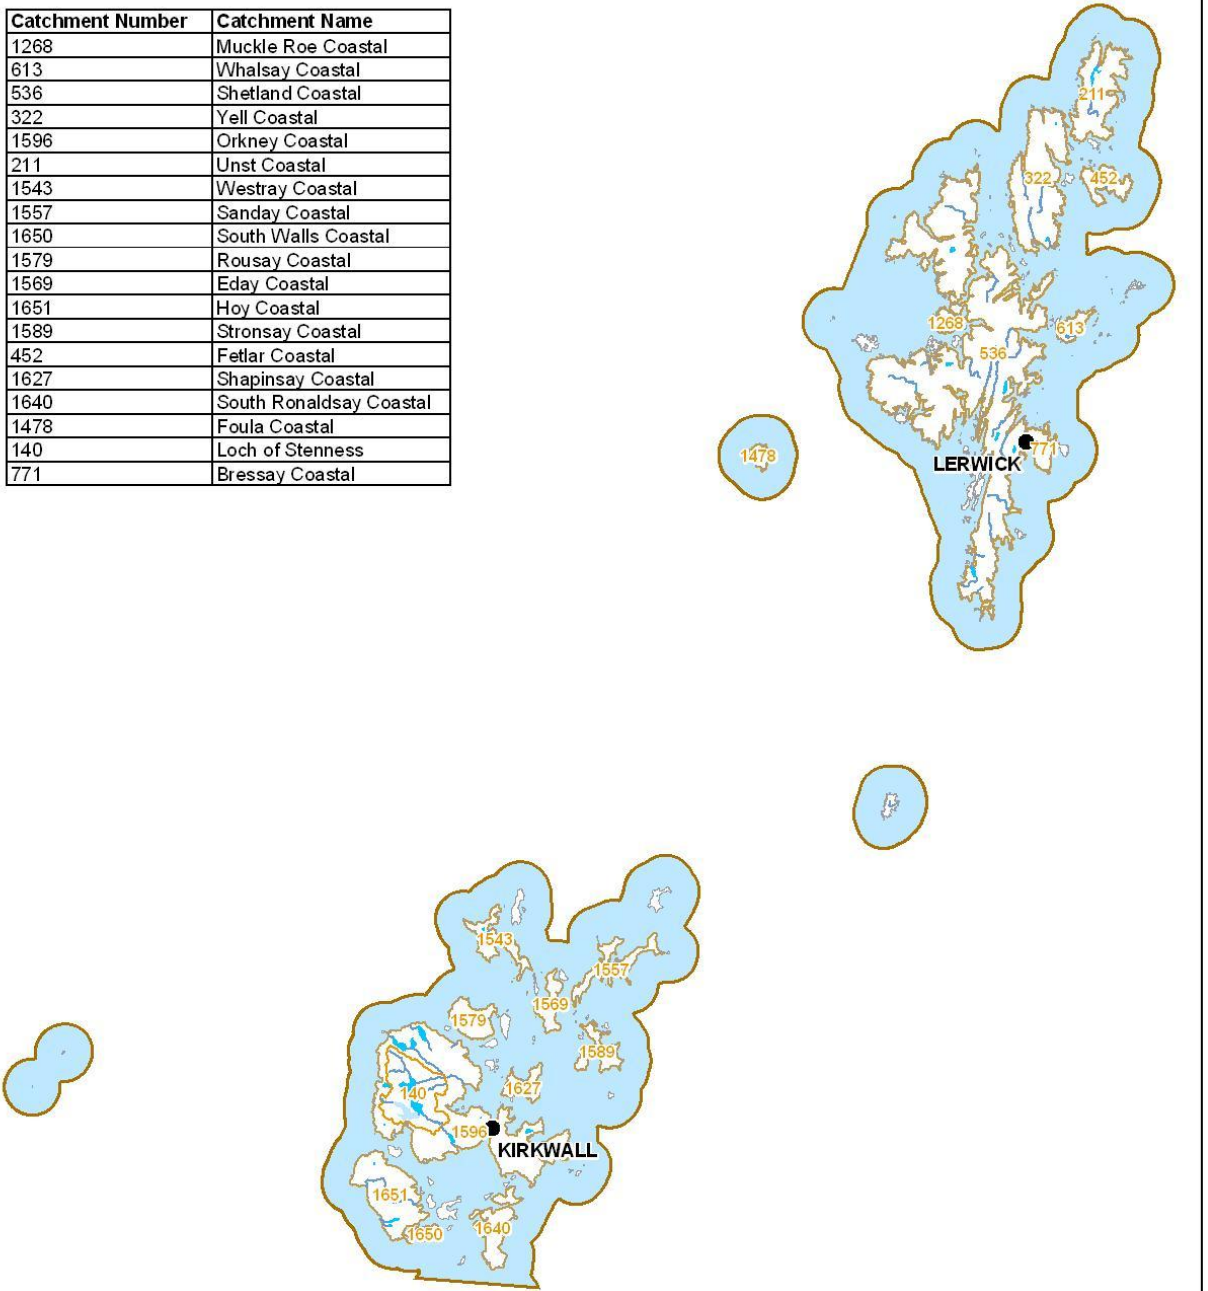 Catchment Number Catchment Name
1268 Muckle Roe Coastal
613 Whalsay Coastal
536 Shetland Coastal
322 Yell Coastal
1596 Orkney Coastal
211 Unst Coastal
1543 Westray Coastal
1557 Sanday Coastal
1650 South Walls Coastal
1579 Rousay Coastal
1569 Eday Coastal
1651 Hoy Coastal
1589 Stronsay Coastal
452 Fetlar Coastal
1627 Shapinsay Coastal
1640 South Ronaldsay Coastal
1478 Foula Coastal
140 Loch of Stenness
771 Bressay Coastal
211
322
452
1268
613
536
771
1478
LERWICK
1543
1557
1569
1579
1589
1627
140
1596
KIRKWALL
1651
1640
1650